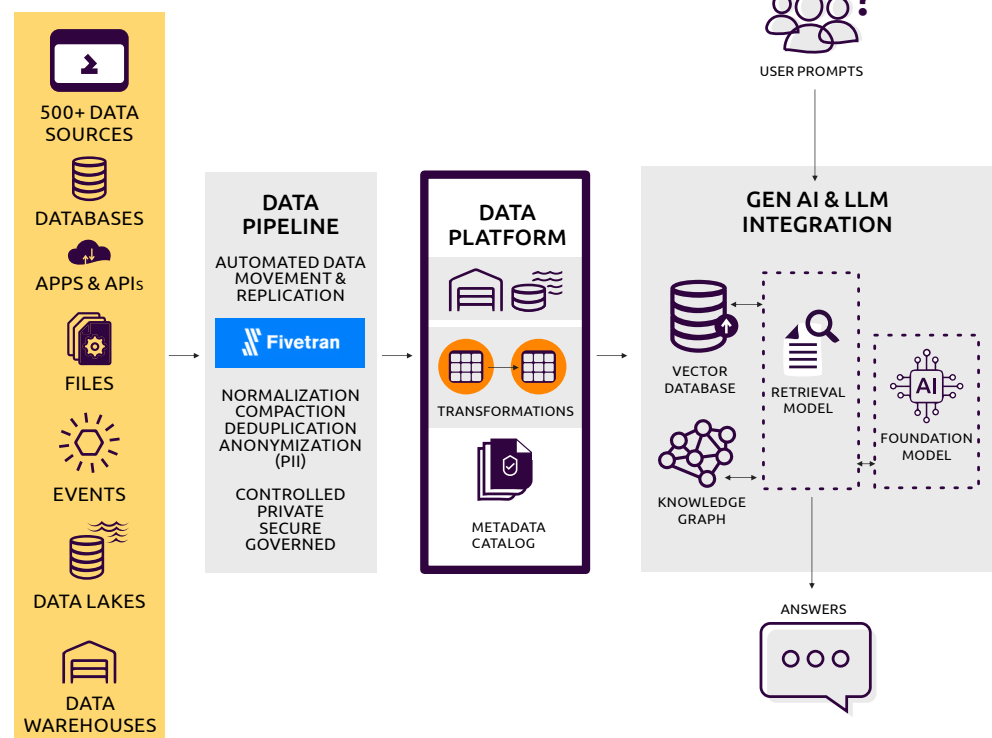 500+ DATA
SOURCES
DATABASES
APPS & APIs
FILES
EVENTS
DATA LAKES
DATA
WAREHOUSES
DATA
PIPELINE
AUTOMATED DATA
MOVEMENT &
REPLICATION
Fivetran
NORMALIZATION
COMPACTION
DEDUPLICATION
ANONYMIZATION
(PII)
CONTROLLED
PRIVATE
SECURE
GOVERNED
DATA
PLATFORM
TRANSFORMATIONS
METADATA
CATALOG
USER PROMPTS
GEN AI & LLM
INTEGRATION
VECTOR
DATABASE
RETRIEVAL
MODEL
AI
FOUNDATION
MODEL
KNOWLEDGE
GRAPH
ANSWERS